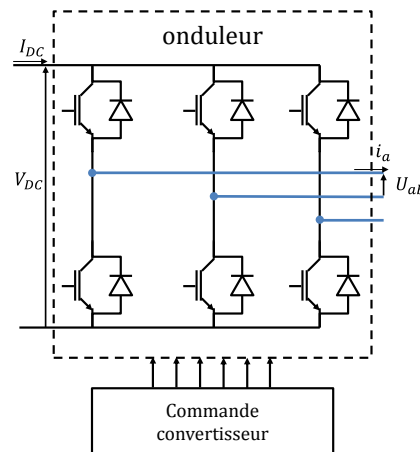 onduleur
I_DC
i_a
V_DC
U_ab
Commande
convertisseur